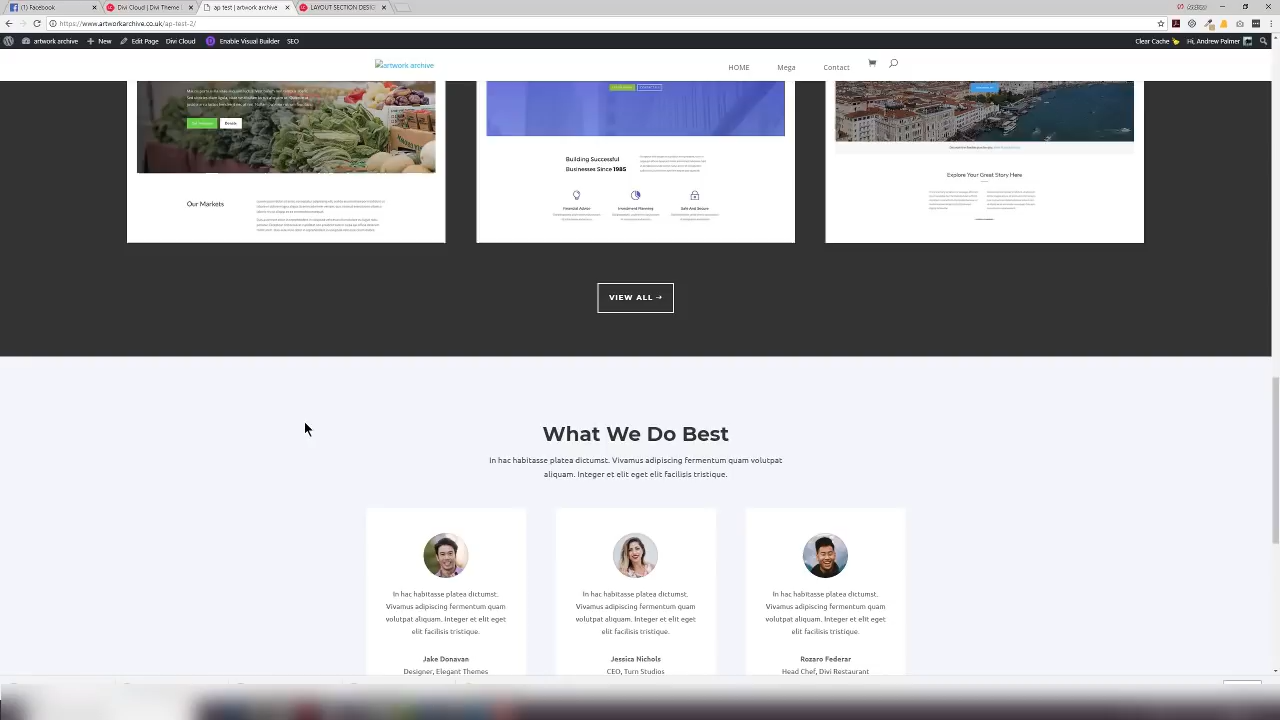 (1) Facebook
Divi Cloud | Divi Theme
ap test | artwork archive
LAYOUT SECTION DESIG
https://www.artworkarchive.co.uk/ap-test-2/
artwork archive
New
Edit Page
Divi Cloud
Enable Visual Builder
SEO
Clear Cache
Hi, Andrew Palmer
artwork archive
HOME
Mega
Contact
Donate
Our Markets
Building Successful
Businesses Since 1985
Financial Advice
Investment Planning
Safe And Secure
Explore Your Great Story Here
VIEW ALL →
What We Do Best
In hac habitasse platea dictumst. Vivamus adipiscing fermentum quam volutpat
aliquam. Integer et elit eget elit facilisis tristique.
In hac habitasse platea dictumst.
Vivamus adipiscing fermentum quam
volutpat aliquam. Integer et elit eget
elit facilisis tristique.
Jake Donavan
Designer, Elegant Themes
In hac habitasse platea dictumst.
Vivamus adipiscing fermentum quam
volutpat aliquam. Integer et elit eget
elit facilisis tristique.
Jessica Nichols
CEO, Turn Studios
In hac habitasse platea dictumst.
Vivamus adipiscing fermentum quam
volutpat aliquam. Integer et elit eget
elit facilisis tristique.
Rozaro Federar
Head Chef, Divi Restaurant